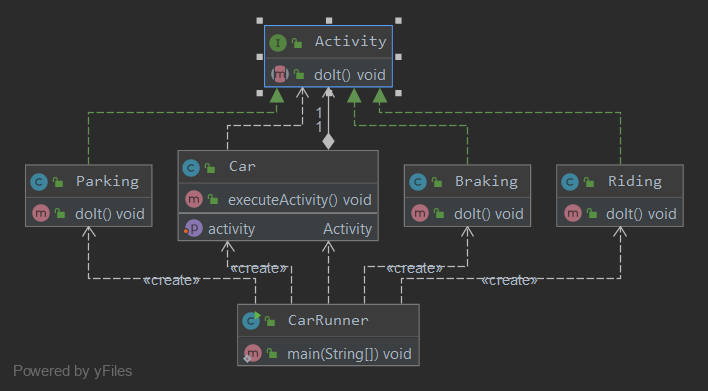 Activity
doIt() void
1
1
Parking
doIt() void
Car
executeActivity() void
activity Activity
Braking
doIt() void
Riding
doIt() void
«create»
«create»
«create»
«create»
CarRunner
main(String[]) void
Powered by yFiles